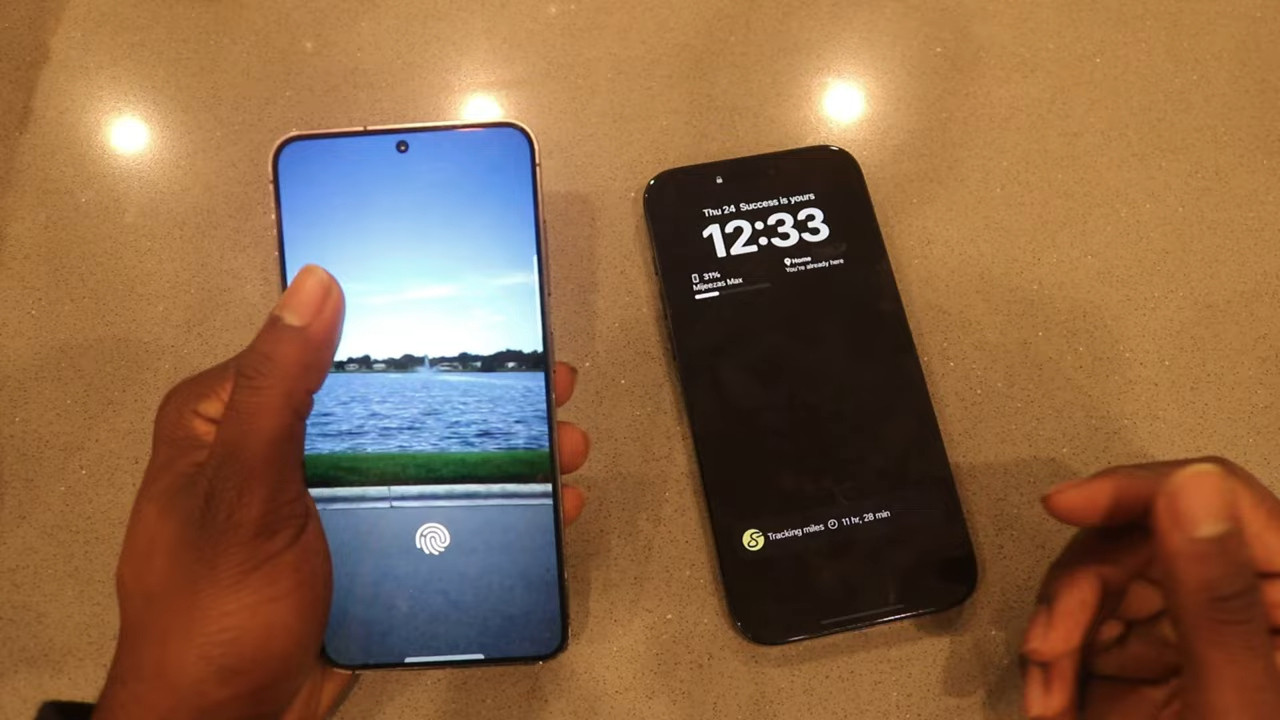 Thu 24 Success is yours
12:33
31%
Mijeezas Max
Home
You're already here
Tracking miles 11 hr, 28 min